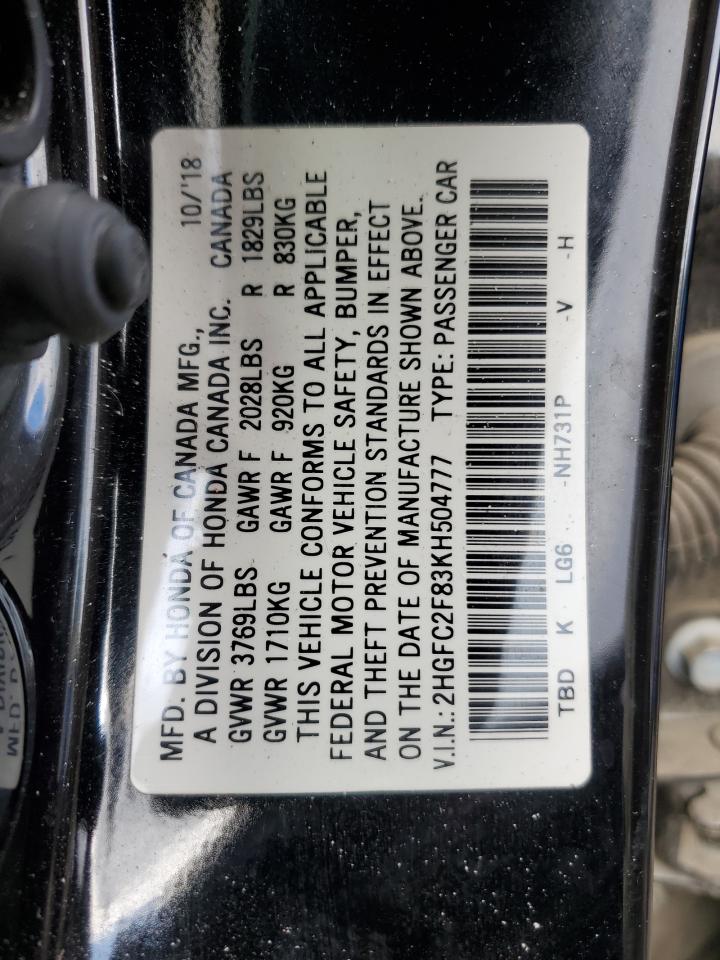 MFD. BY HONDA OF CANADA MFG., 10/'18
A DIVISION OF HONDA CANADA INC. CANADA
GVWR 3769LBS GAWR F 2028LBS R 1829LBS
GVWR 1710KG GAWR F 920KG R 830KG
THIS VEHICLE CONFORMS TO ALL APPLICABLE
FEDERAL MOTOR VEHICLE SAFETY, BUMPER,
AND THEFT PREVENTION STANDARDS IN EFFECT
ON THE DATE OF MANUFACTURE SHOWN ABOVE.
V.I.N.: 2HGFC2F83KH504777 TYPE: PASSENGER CAR
TBD K LG6 -NH731P -V -H